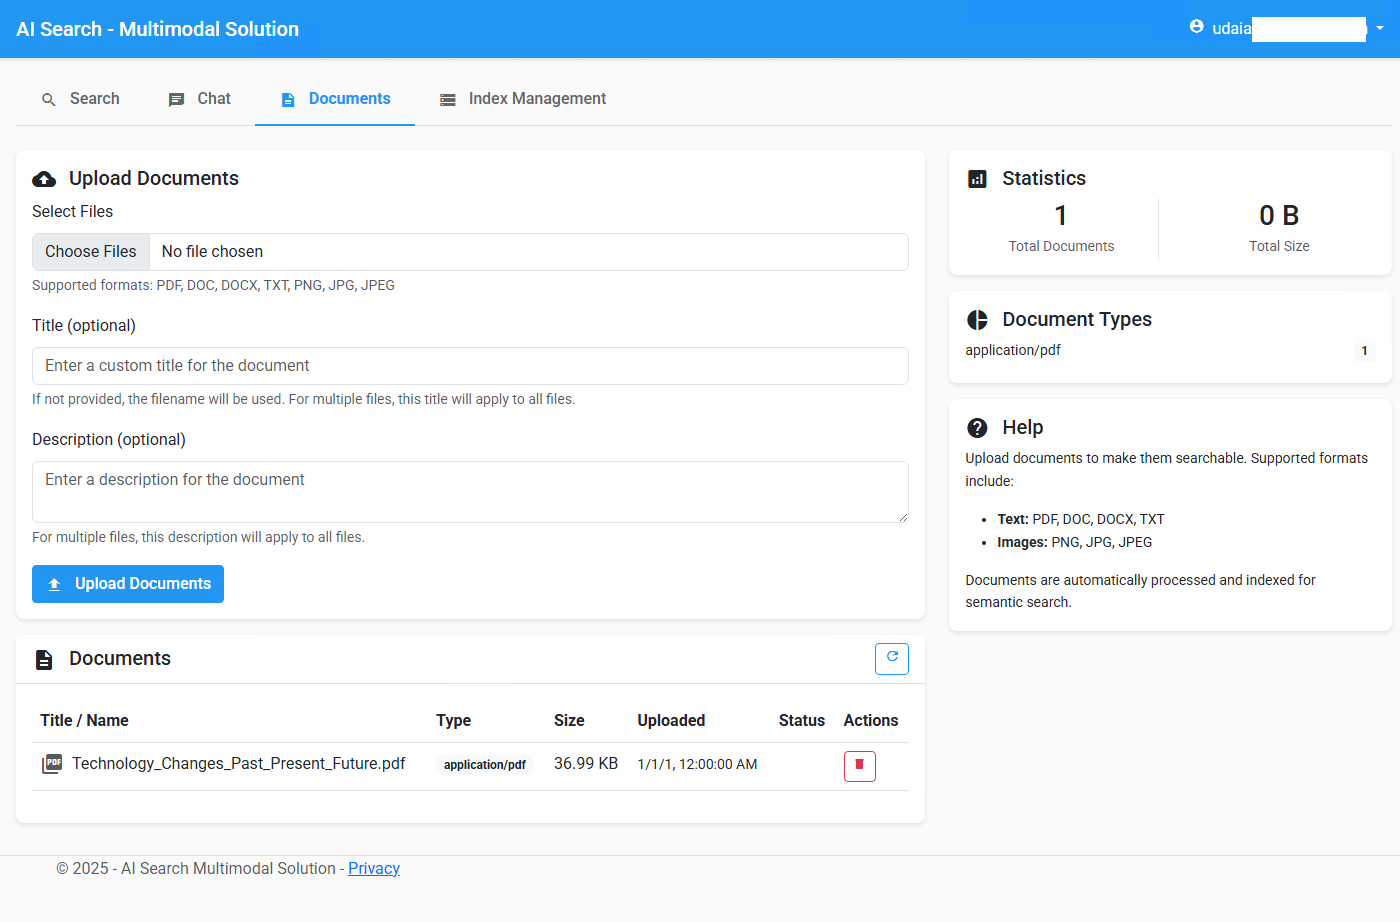 AI Search - Multimodal Solution
udaia
Search
Chat
Documents
Index Management
Upload Documents
Select Files
Choose Files No file chosen
Supported formats: PDF, DOC, DOCX, TXT, PNG, JPG, JPEG
Title (optional)
Enter a custom title for the document
If not provided, the filename will be used. For multiple files, this title will apply to all files.
Description (optional)
Enter a description for the document
For multiple files, this description will apply to all files.
Upload Documents
Documents
Title / Name Type Size Uploaded Status Actions
PDF Technology_Changes_Past_Present_Future.pdf application/pdf 36.99 KB 1/1/1, 12:00:00 AM
Statistics
1 0 B
Total Documents Total Size
Document Types
application/pdf 1
Help
Upload documents to make them searchable. Supported formats
include:
• Text: PDF, DOC, DOCX, TXT
• Images: PNG, JPG, JPEG
Documents are automatically processed and indexed for
semantic search.
© 2025 - AI Search Multimodal Solution - Privacy